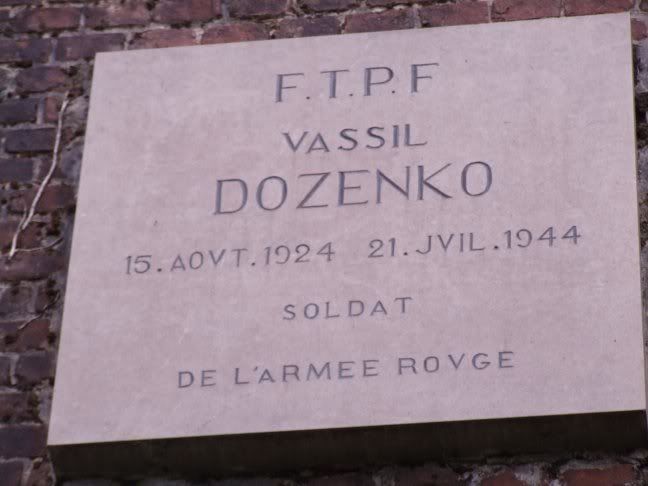 F.T.P.F
VASSIL
DOZENKO
15.AOVT.1924 21.JVIL.1944
SOLDAT
DE L'ARMEE ROVGE